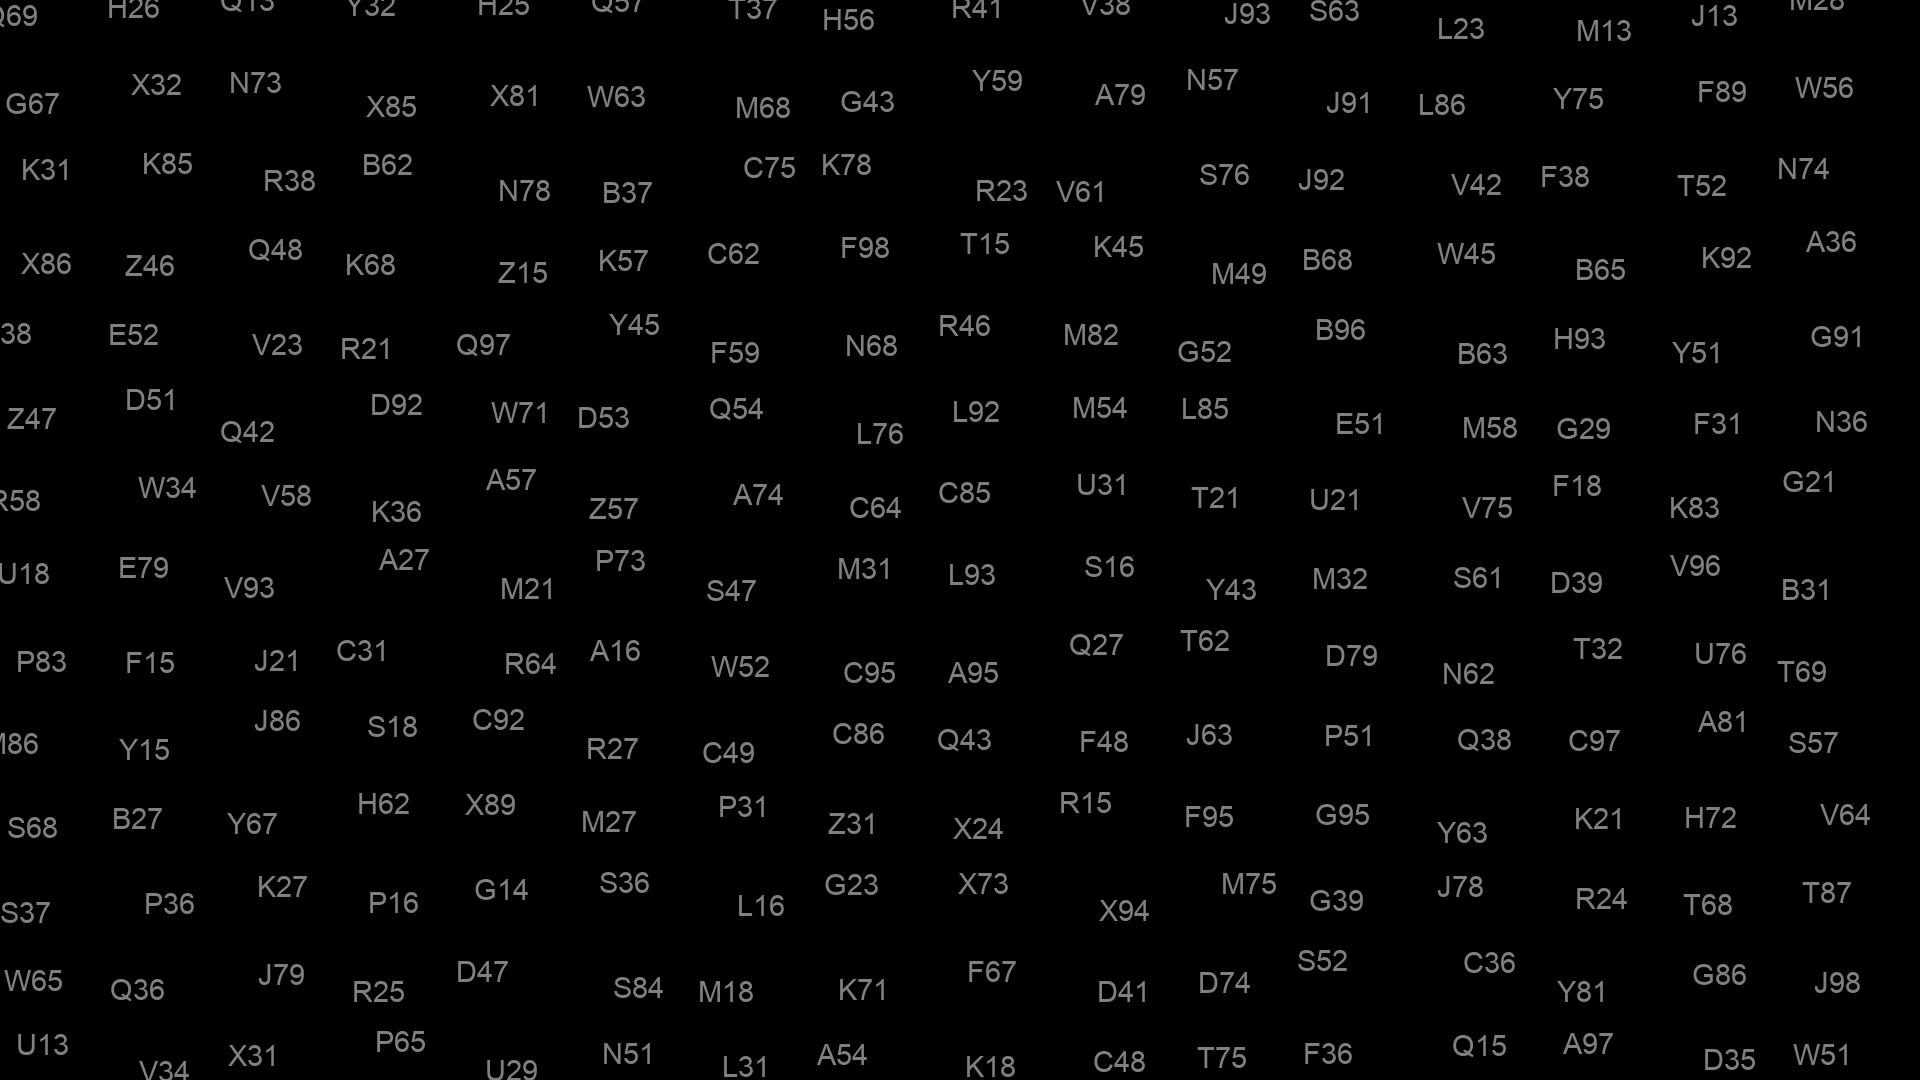 H26 Q13 Y32 H25 Q57 T37 H56 R41 V38 J93 S63 L23 M13 J13 M28
G67 X32 N73 X85 X81 W63 M68 G43 Y59 A79 N57 J91 L86 Y75 F89 W56
K31 K85 R38 B62 N78 B37 C75 K78 R23 V61 S76 J92 V42 F38 T52 N74
X86 Z46 Q48 K68 Z15 K57 C62 F98 T15 K45 M49 B68 W45 B65 K92 A36
38 E52 V23 R21 Q97 Y45 F59 N68 R46 M82 G52 B96 B63 H93 Y51 G91
Z47 D51 Q42 D92 W71 D53 Q54 L76 L92 M54 L85 E51 M58 G29 F31 N36
R58 W34 V58 K36 A57 Z57 A74 C64 C85 U31 T21 U21 V75 F18 K83 G21
U18 E79 V93 A27 M21 P73 S47 M31 L93 S16 Y43 M32 S61 D39 V96 B31
P83 F15 J21 C31 R64 A16 W52 C95 A95 Q27 T62 D79 N62 T32 U76 T69
86 Y15 J86 S18 C92 R27 C49 C86 Q43 F48 J63 P51 Q38 C97 A81 S57
S68 B27 Y67 H62 X89 M27 P31 Z31 X24 R15 F95 G95 Y63 K21 H72 V64
S37 P36 K27 P16 G14 S36 L16 G23 X73 X94 M75 G39 J78 R24 T68 T87
W65 Q36 J79 R25 D47 S84 M18 K71 F67 D41 D74 S52 C36 Y81 G86 J98
U13 V34 X31 P65 U29 N51 L31 A54 K18 C48 T75 F36 Q15 A97 D35 W51